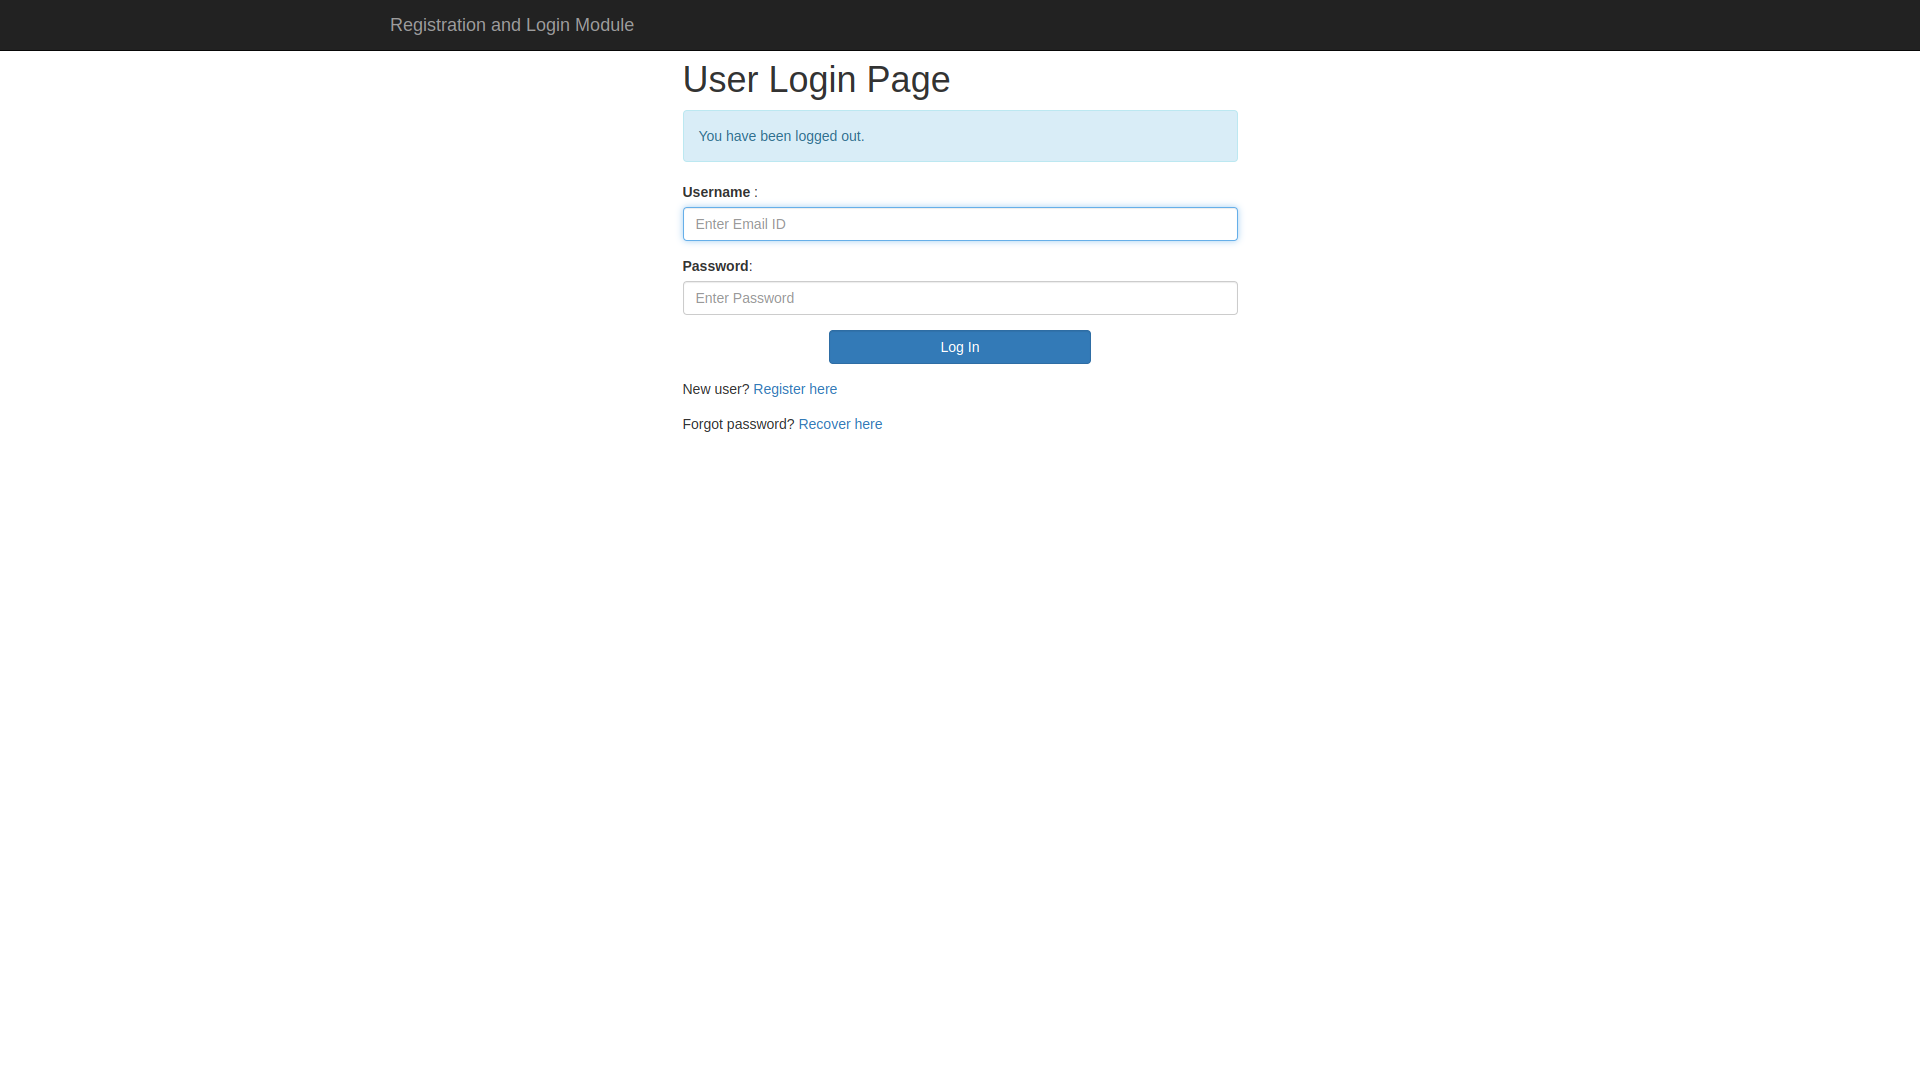 Registration and Login Module
User Login Page
You have been logged out.
Username :
Enter Email ID
Password:
Enter Password
Log In
New user? Register here
Forgot password? Recover here